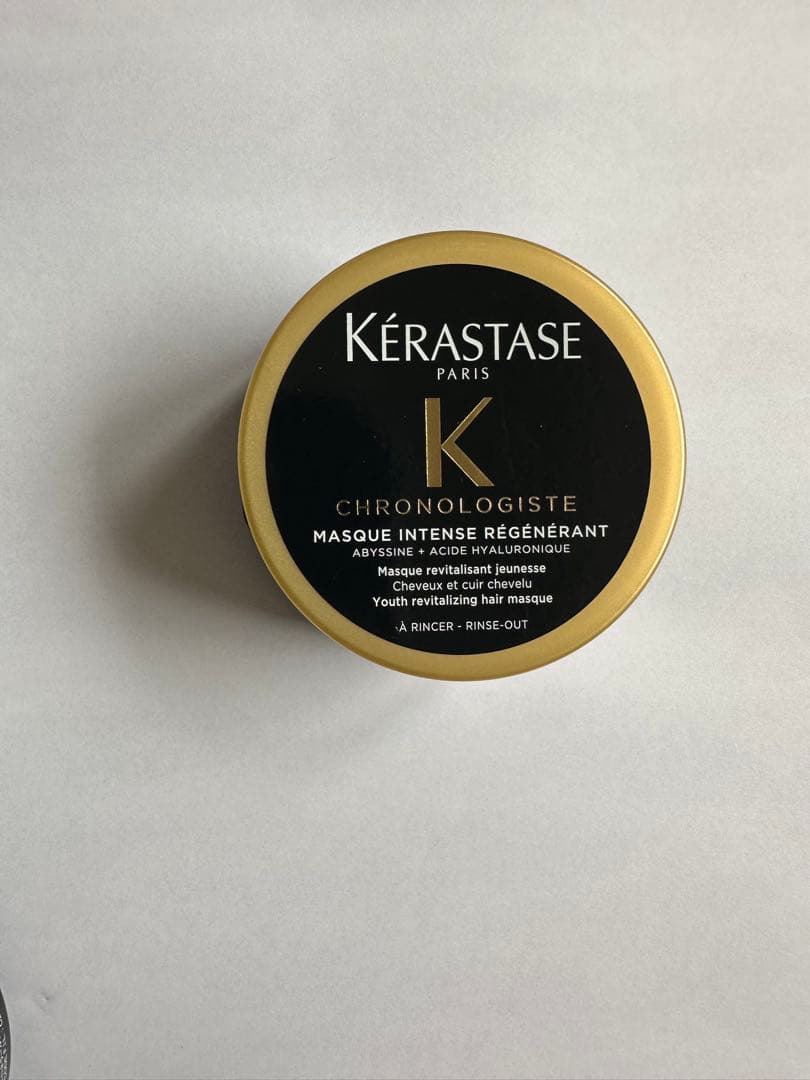 KÉRASTASE
PARIS
K
CHRONOLOGISTE
MASQUE INTENSE RÉGÉNÉRANT
ABYSSINE + ACIDE HYALURONIQUE
Masque revitalisant jeunesse
Cheveux et cuir chevelu
Youth revitalizing hair masque
À RINCER - RINSE-OUT